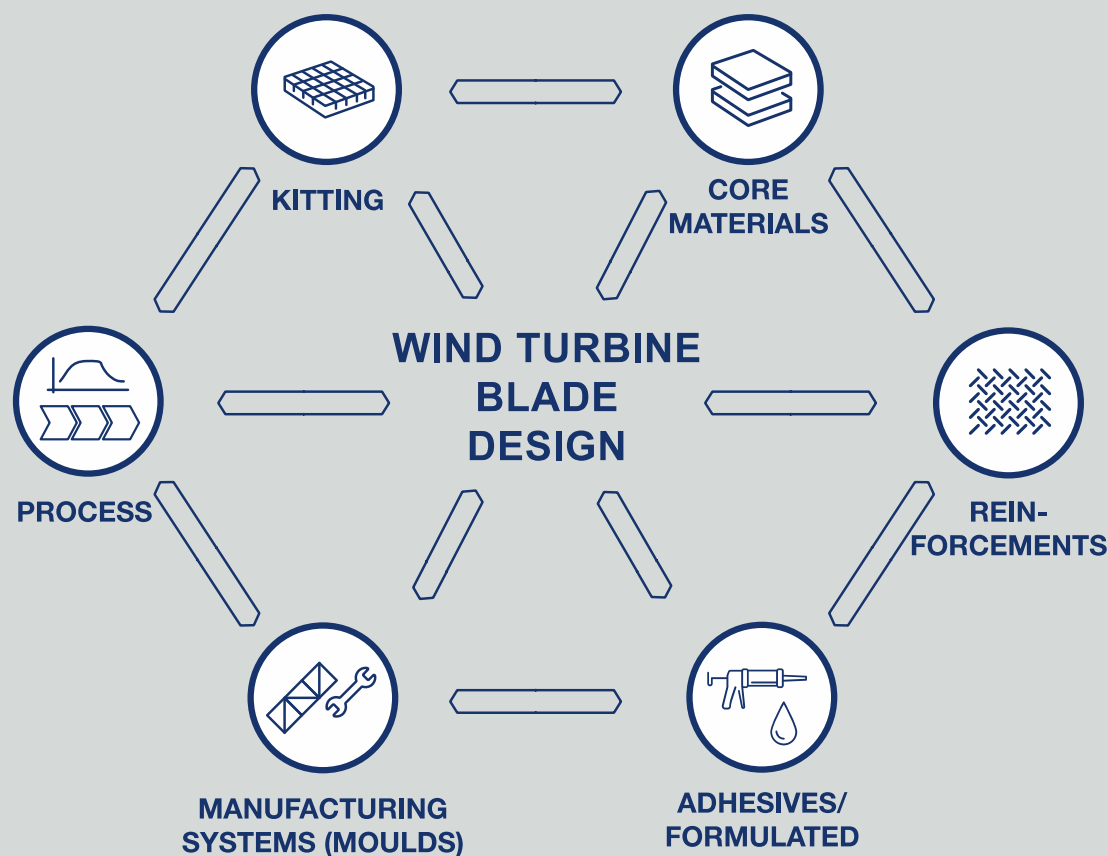 KITTING
CORE
MATERIALS
WIND TURBINE
BLADE
DESIGN
PROCESS
REIN-
FORCEMENTS
MANUFACTURING
SYSTEMS (MOULDS)
ADHESIVES/
FORMULATED